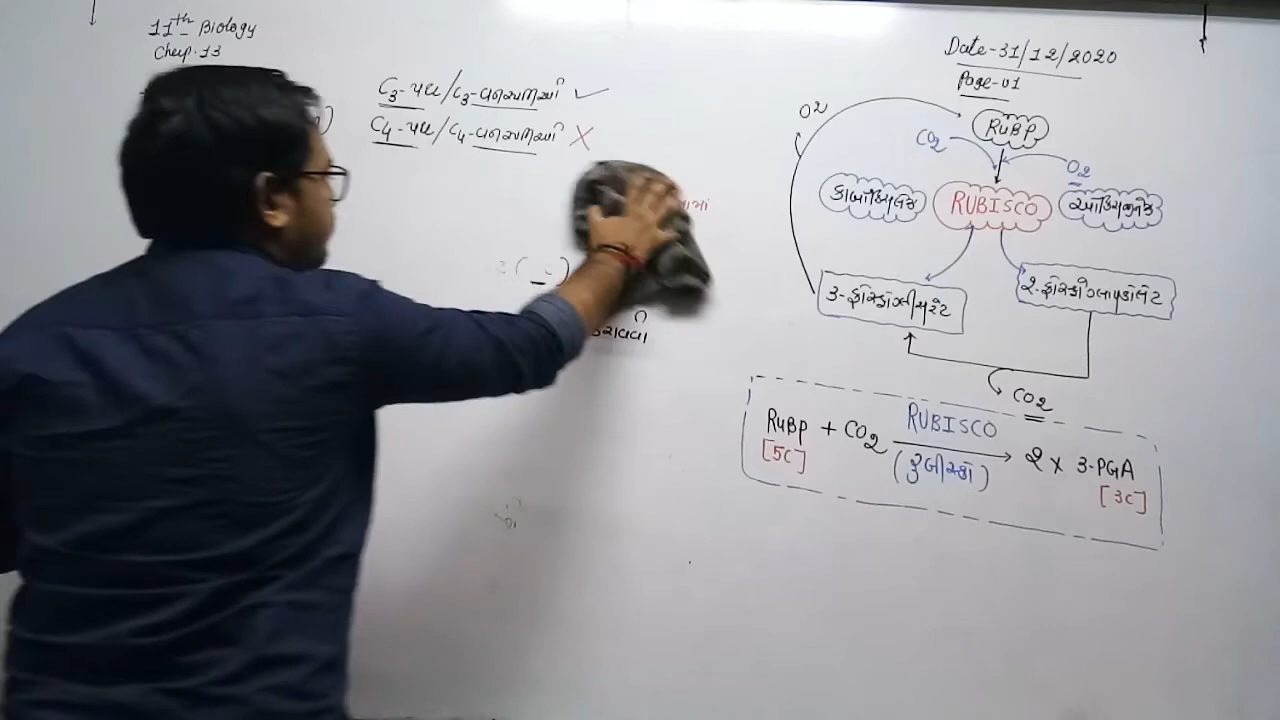 11th Biology
Chep-13
C3-પથ/C3-વનસ્પતિઓ ✓
C4-પથ/C4-વનસ્પતિઓ ✗
Date-31/12/2020
Page-01
O2
RuBP
CO2
O2
કાર્બોક્સિલેઝ
RUBISCO
ઓક્સિજીનેઝ
3-ફોસ્ફોગ્લીસરેટ
2-ફોસ્ફોગ્લાયકોલેટ
CO2
RuBP + CO2 RUBISCO (રુબીસ્કો) → 2 x 3-PGA
[5C] [3C]